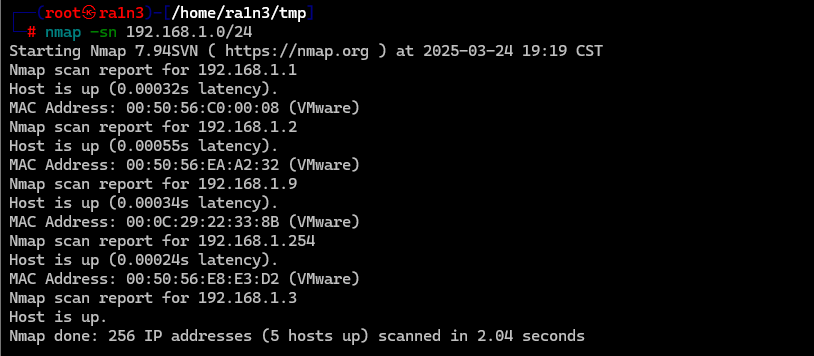 ┌──(root㉿ra1n3)-[/home/ra1n3/tmp]
└─# nmap -sn 192.168.1.0/24
Starting Nmap 7.94SVN ( https://nmap.org ) at 2025-03-24 19:19 CST
Nmap scan report for 192.168.1.1
Host is up (0.00032s latency).
MAC Address: 00:50:56:C0:00:08 (VMware)
Nmap scan report for 192.168.1.2
Host is up (0.00055s latency).
MAC Address: 00:50:56:EA:A2:32 (VMware)
Nmap scan report for 192.168.1.9
Host is up (0.00034s latency).
MAC Address: 00:0C:29:22:33:8B (VMware)
Nmap scan report for 192.168.1.254
Host is up (0.00024s latency).
MAC Address: 00:50:56:E8:E3:D2 (VMware)
Nmap scan report for 192.168.1.3
Host is up.
Nmap done: 256 IP addresses (5 hosts up) scanned in 2.04 seconds